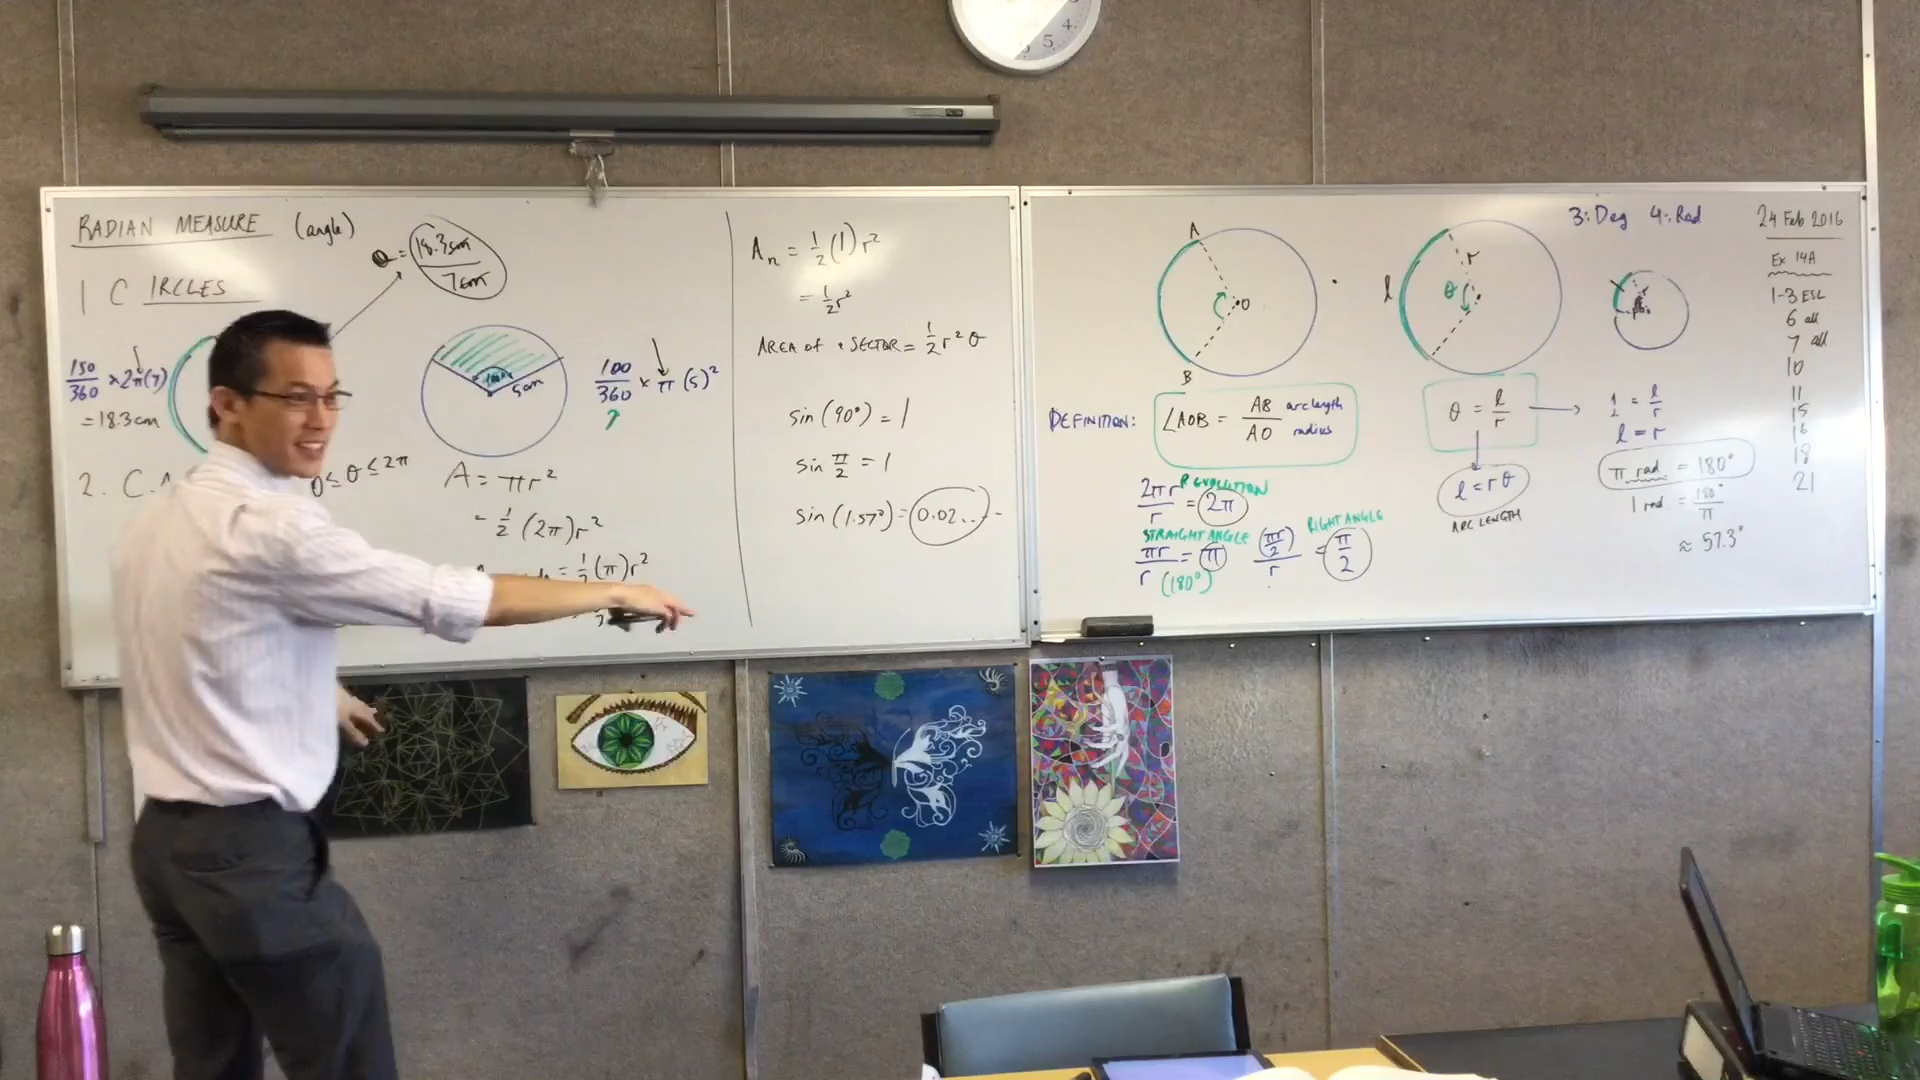 RADIAN MEASURE (angle)
θ = 18.3cm / 7cm
1 CIRCLES
150/360 × 2π(7)
= 18.3cm
5cm
100/360 × π (5)²
2. C.A
0 ≤ θ ≤ 2π
A = πr²
= 1/2 (2π)r²
= 1/2 (π)r²
Aₙ = 1/2 (1) r²
= 1/2 r²
AREA OF A SECTOR = 1/2 r² θ
sin (90°) = 1
sin π/2 = 1
sin (1.57°) = 0.02...
A
O
B
DEFINITION: ∠AOB = AB / AO arc length radius
2πr/r = 2π REVOLUTION
STRAIGHT ANGLE
πr/r = π
(180°)
RIGHT ANGLE
(πr/2)/r = π/2
l
r
θ
θ = l/r
l = rθ
ARC LENGTH
3: Deg 4: Rad
1 = l/r
l = r
π rad = 180°
1 rad = 180°/π
≈ 57.3°
24 Feb 2016
Ex 14A
1-3 ESL
6 all
7 all
10
11
15
16
18
21
4
5